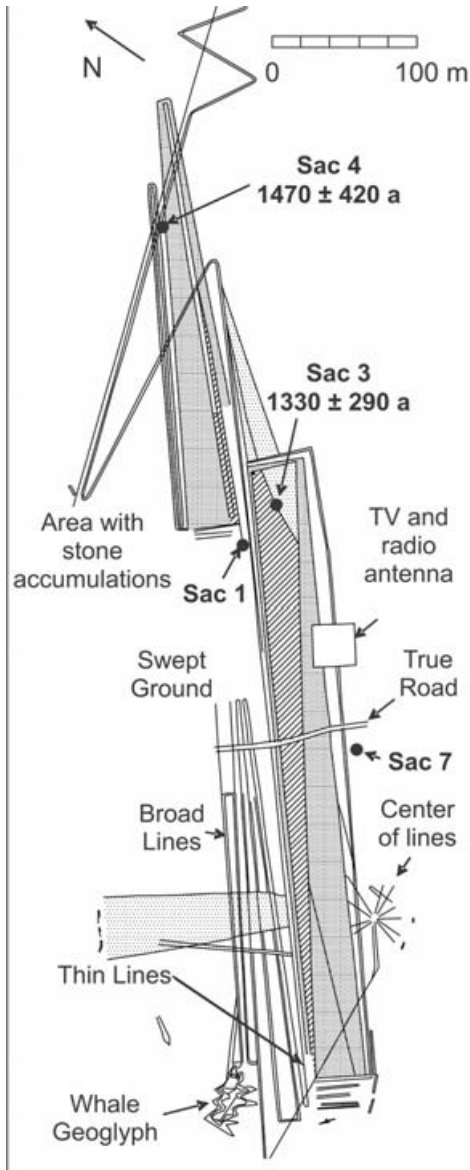 N
0 100 m
Sac 4
1470 ± 420 a
Sac 3
1330 ± 290 a
Area with
stone
accumulations
TV and
radio
antenna
Sac 1
Swept
Ground
True
Road
Sac 7
Broad
Lines
Center
of lines
Thin Lines
Whale
Geoglyph